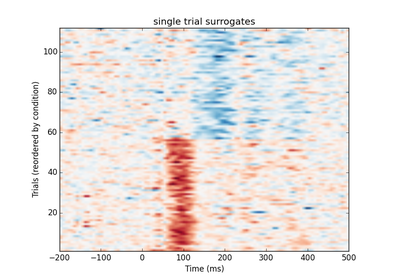 single trial surrogates
Trials (reordered by condition)
100
80
60
40
20
−200 −100 0 100 200 300 400 500
Time (ms)